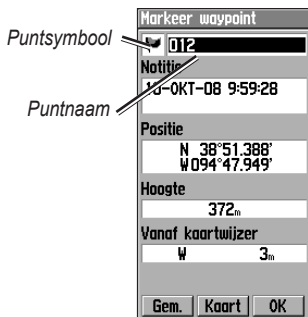 Markeer waypoint
Puntsymbool
012
Notitie
Puntnaam
10-OKT-08 9:59:28
Positie
N 38°51.388'
W094°47.949'
Hoogte
372m
Vanaf kaartwijzer
W 3m
Gem. Kaart OK